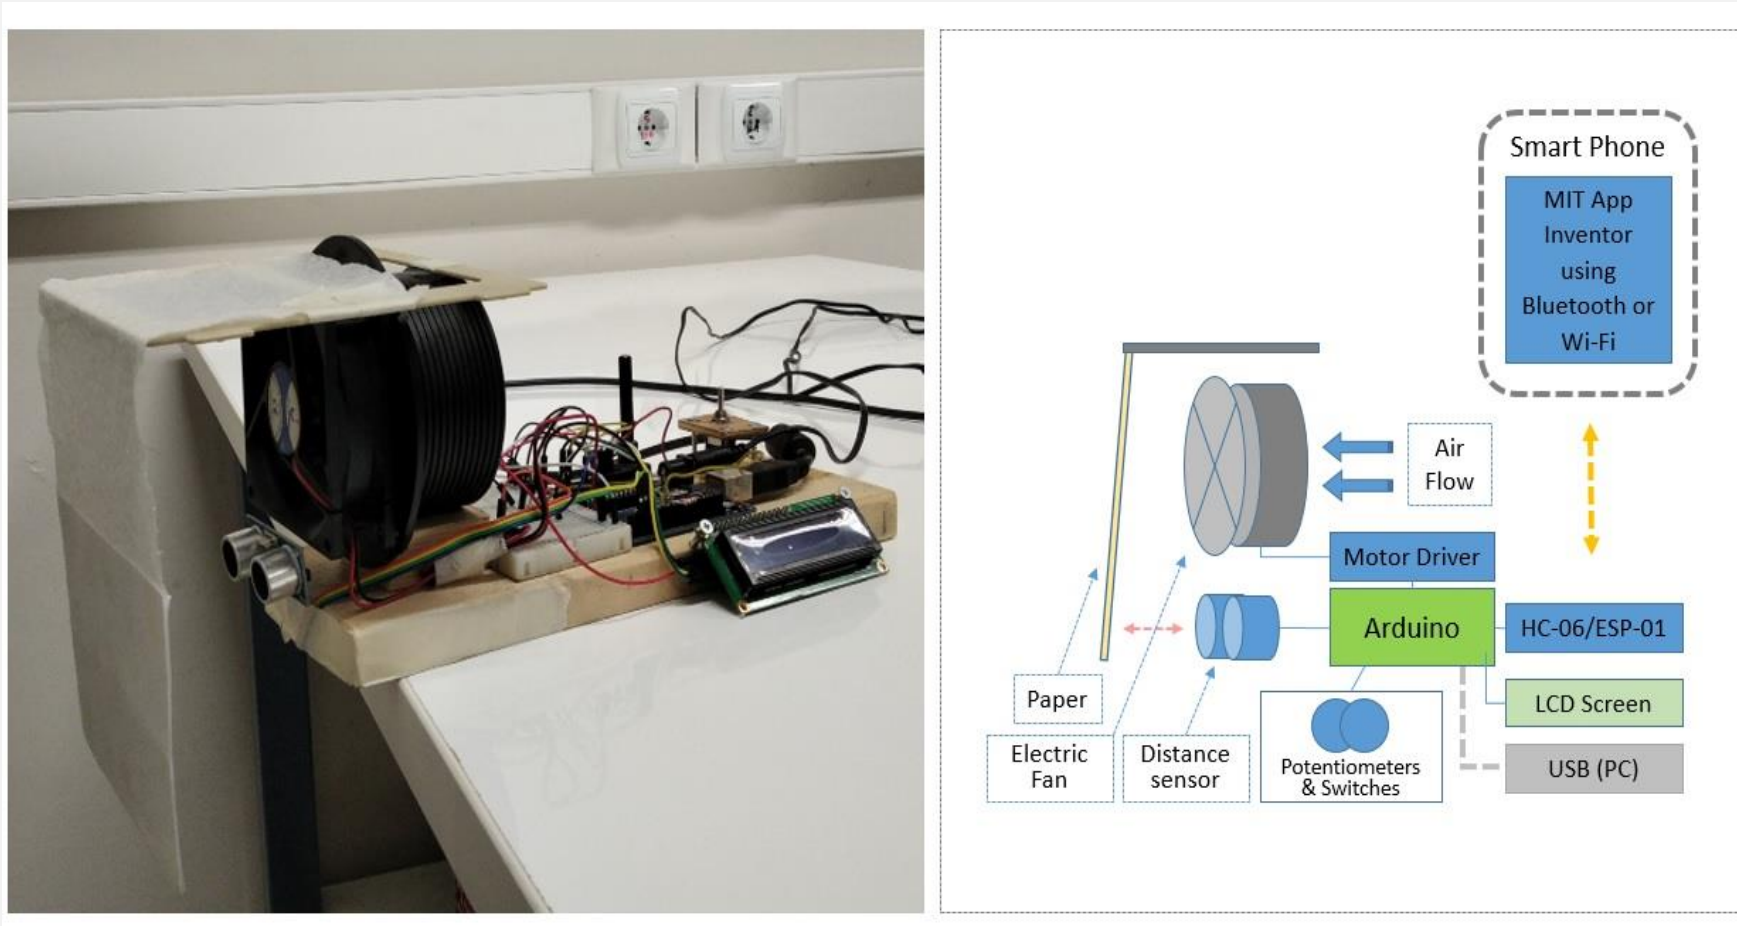 Smart Phone
MIT App
Inventor
using
Bluetooth or
Wi-Fi
Air
Flow
Motor Driver
Arduino
HC-06/ESP-01
LCD Screen
USB (PC)
Paper
Electric
Fan
Distance
sensor
Potentiometers
& Switches